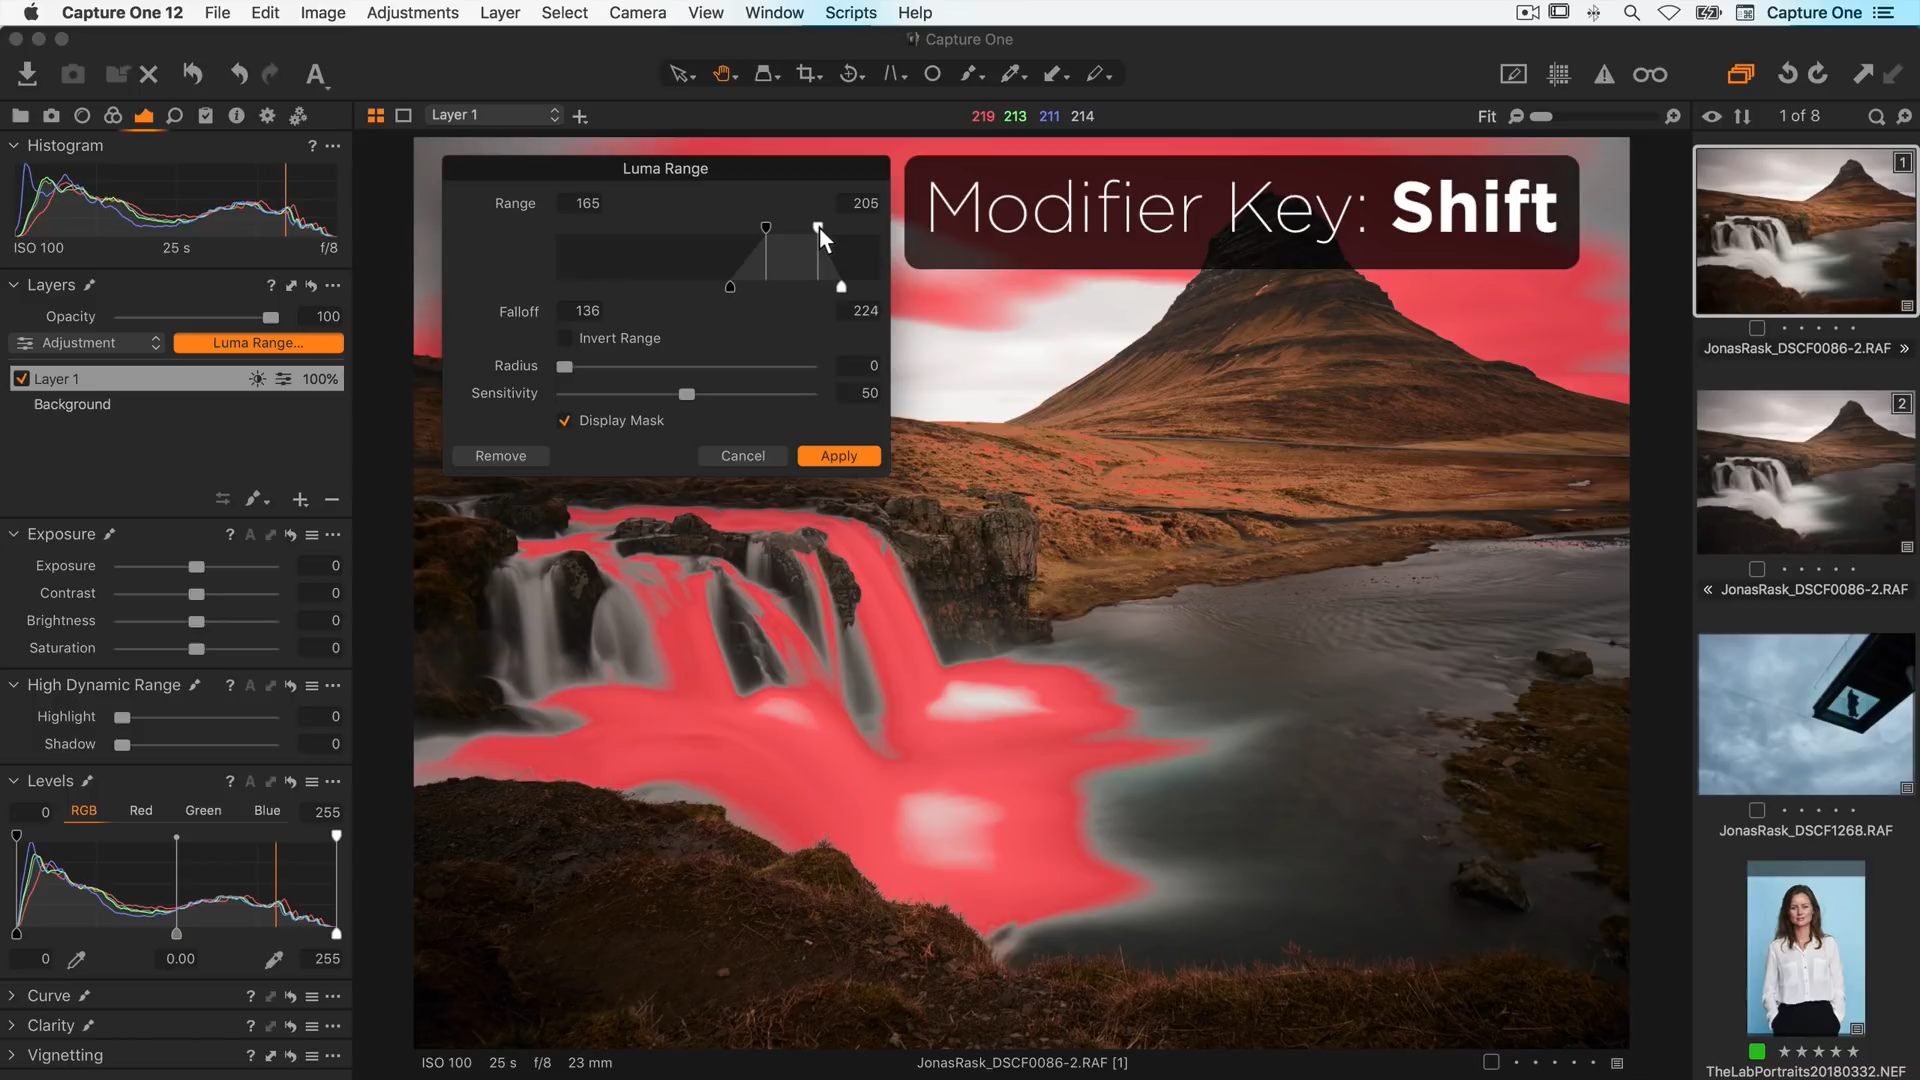 Capture One 12 File Edit Image Adjustments Layer Select Camera View Window Scripts Help Capture One
Capture One
Layer 1 219 213 211 214 Fit 1 of 8
Histogram ?
ISO 100 25 s f/8
Layers ?
Opacity 100
Adjustment Luma Range...
Layer 1 100%
Background
Exposure ? A
Exposure 0
Contrast 0
Brightness 0
Saturation 0
High Dynamic Range ? A
Highlight 0
Shadow 0
Levels ? A
0 RGB Red Green Blue 255
0 0.00 255
Curve ?
Clarity ?
Vignetting ?
Luma Range
Range 165 205
Falloff 136 224
Invert Range
Radius 0
Sensitivity 50
Display Mask
Remove Cancel Apply
Modifier Key: Shift
ISO 100 25 s f/8 23 mm JonasRask_DSCF0086-2.RAF [1]
1
JonasRask_DSCF0086-2.RAF »
2
« JonasRask_DSCF0086-2.RAF
JonasRask_DSCF1268.RAF
TheLabPortraits20180332.NEF